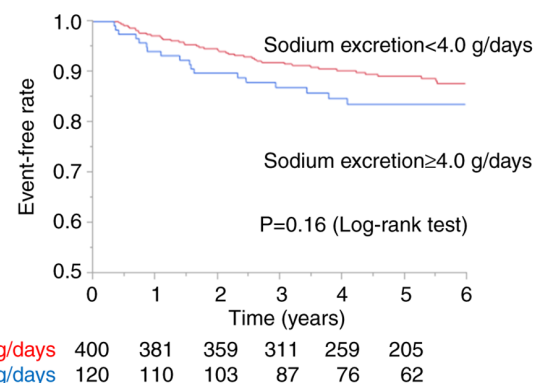 1.0
Sodium excretion<4.0 g/days
0.9
0.8
Sodium excretion≥4.0 g/days
0.7
0.6
P=0.16 (Log-rank test)
0.5
Event-free rate
0 1 2 3 4 5 6
Time (years)
g/days 400 381 359 311 259 205
g/days 120 110 103 87 76 62